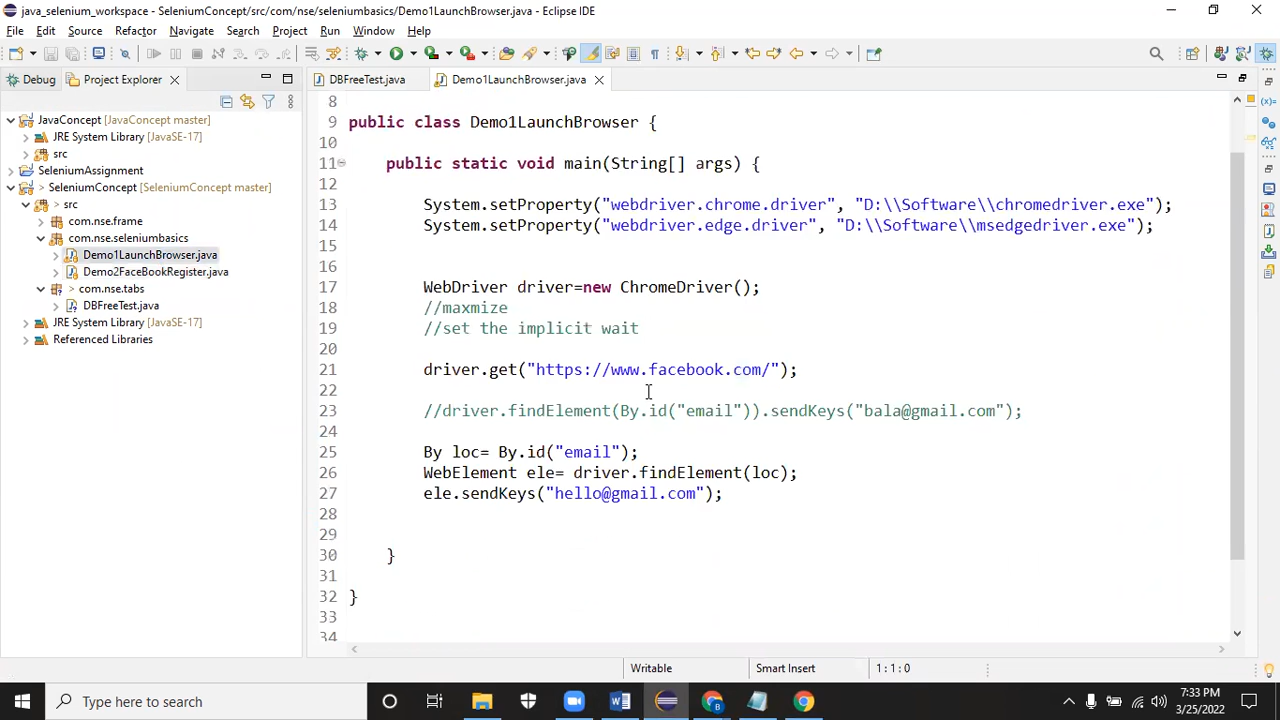 java_selenium_workspace - SeleniumConcept/src/com/nse/seleniumbasics/Demo1LaunchBrowser.java - Eclipse IDE
File Edit Source Refactor Navigate Search Project Run Window Help
Debug Project Explorer DBFreeTest.java Demo1LaunchBrowser.java
JavaConcept [JavaConcept master]
JRE System Library [JavaSE-17]
src
SeleniumAssignment
> SeleniumConcept [SeleniumConcept master]
> src
com.nse.frame
com.nse.seleniumbasics
Demo1LaunchBrowser.java
Demo2FaceBookRegister.java
> com.nse.tabs
DBFreeTest.java
JRE System Library [JavaSE-17]
Referenced Libraries
8
9 public class Demo1LaunchBrowser {
10
11 public static void main(String[] args) {
12
13 System.setProperty("webdriver.chrome.driver", "D:\\Software\\chromedriver.exe");
14 System.setProperty("webdriver.edge.driver", "D:\\Software\\msedgedriver.exe");
15
16
17 WebDriver driver=new ChromeDriver();
18 //maxmize
19 //set the implicit wait
20
21 driver.get("https://www.facebook.com/");
22
23 //driver.findElement(By.id("email")).sendKeys("bala@gmail.com");
24
25 By loc= By.id("email");
26 WebElement ele= driver.findElement(loc);
27 ele.sendKeys("hello@gmail.com");
28
29
30 }
31
32 }
33
34
Writable Smart Insert 1 : 1 : 0
Type here to search
7:33 PM
3/25/2022